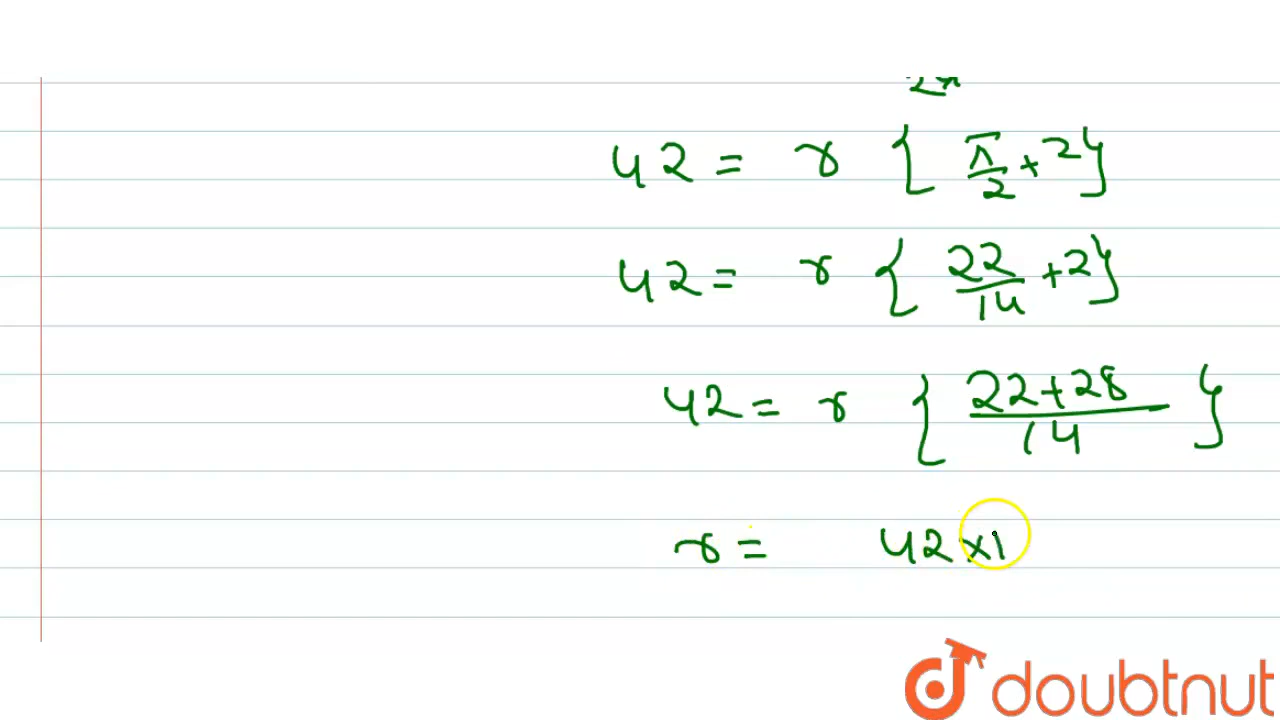 42 = r { π/2 + 2 }
42 = r { 22/14 + 2 }
42 = r { 22+28/14 }
r = 42 × 1
doubtnut